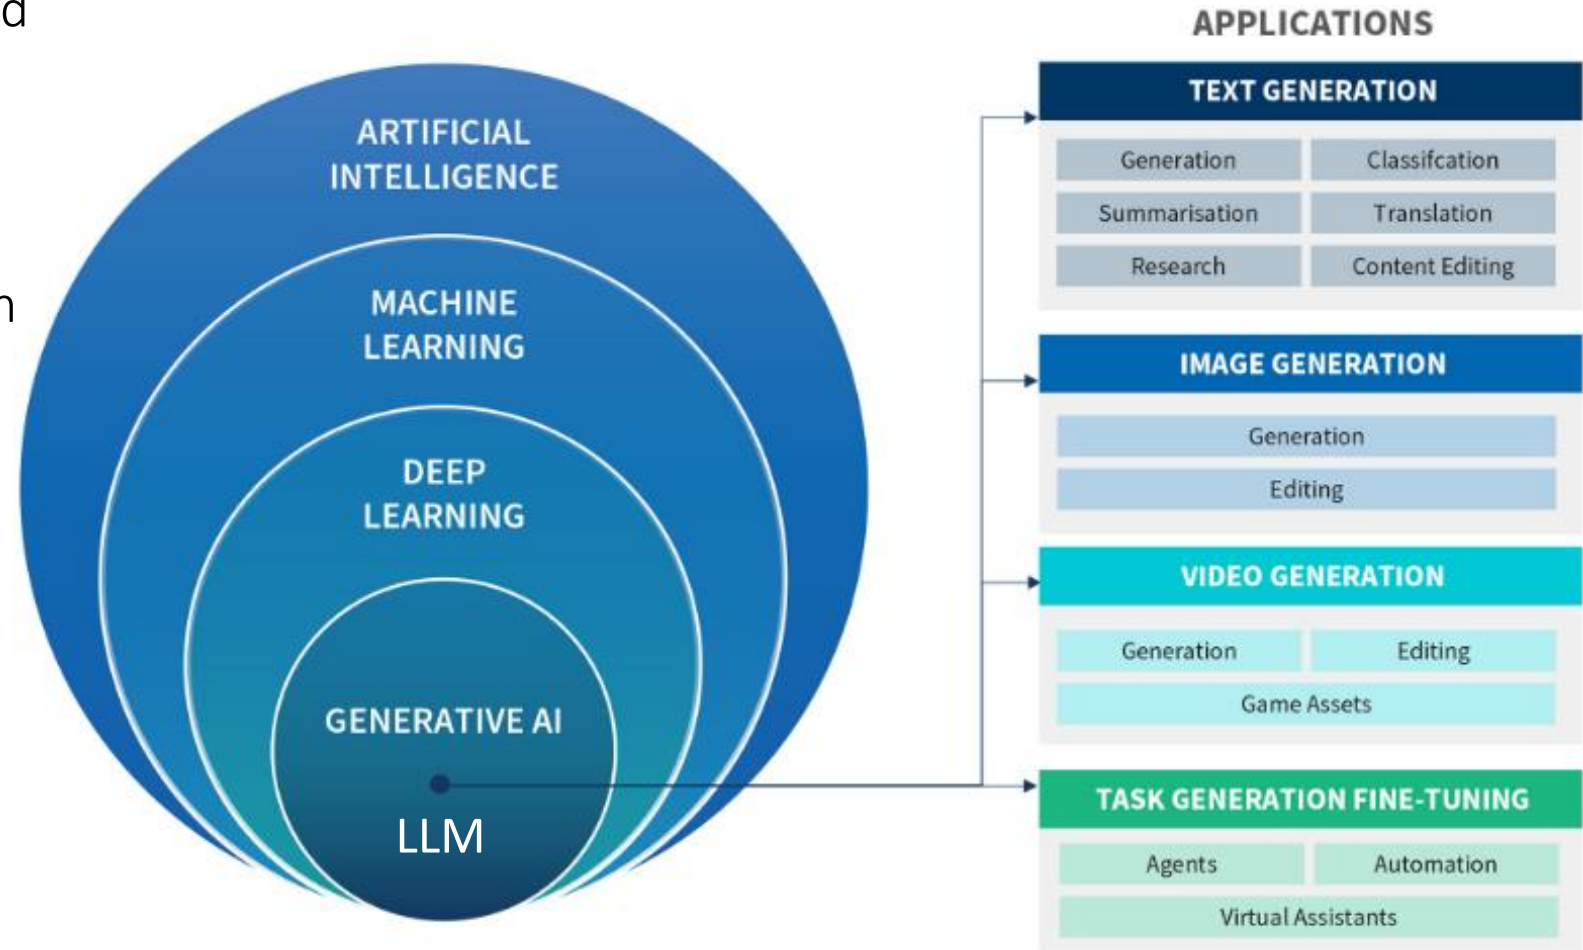 d
n
ARTIFICIAL
INTELLIGENCE
MACHINE
LEARNING
DEEP
LEARNING
GENERATIVE AI
LLM
APPLICATIONS
TEXT GENERATION
Generation
Classifcation
Summarisation
Translation
Research
Content Editing
IMAGE GENERATION
Generation
Editing
VIDEO GENERATION
Generation
Editing
Game Assets
TASK GENERATION FINE-TUNING
Agents
Automation
Virtual Assistants